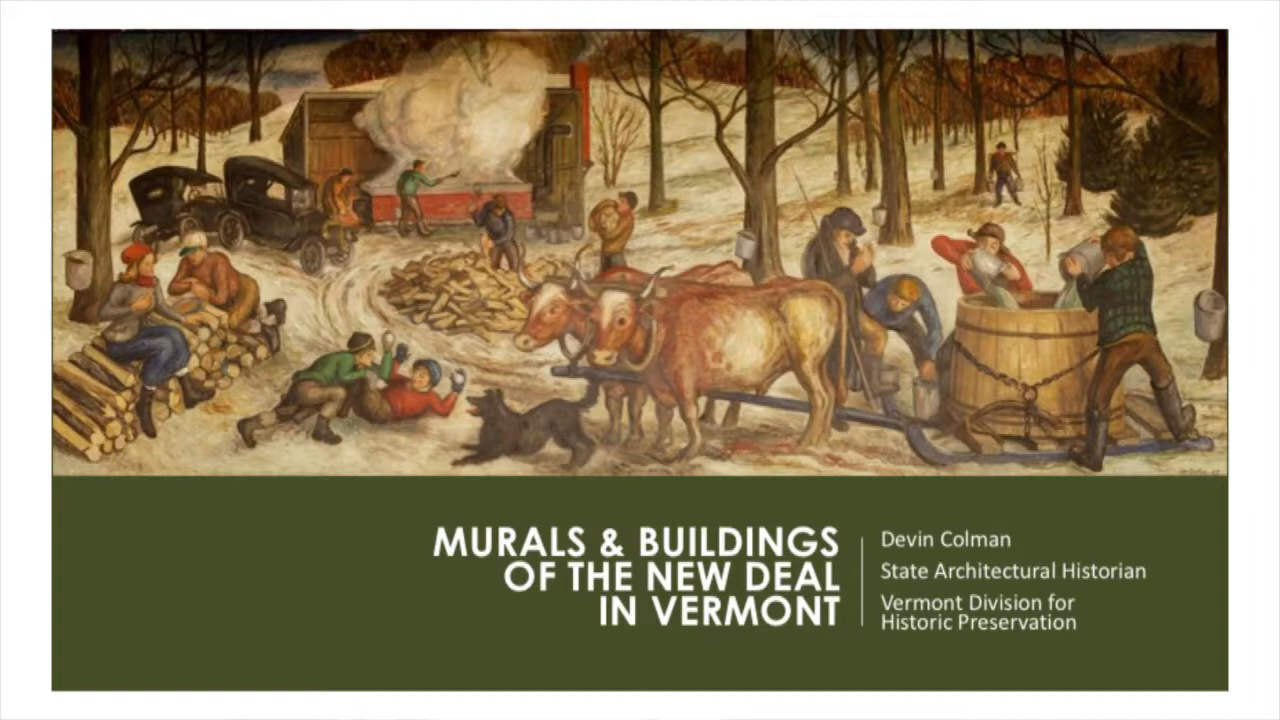 MURALS & BUILDINGS
OF THE NEW DEAL
IN VERMONT
Devin Colman
State Architectural Historian
Vermont Division for
Historic Preservation